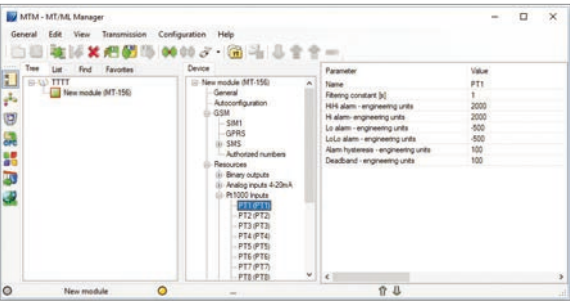 MTM - MT/ML Manager
General Edit View Transmission Configuration Help
Tree List Find Favorites
TTTT
New module (MT-156)
Device
New module (MT-156)
General
Autoconfiguration
GSM
SIM1
GPRS
SMS
Authorized numbers
Resources
Binary outputs
Analog inputs 4-20mA
Pt1000 Inputs
PT1 (PT1)
PT2 (PT2)
PT3 (PT3)
PT4 (PT4)
PT5 (PT5)
PT6 (PT6)
PT7 (PT7)
PT8 (PT8)
Parameter Value
Name PT1
Filtering constant [s] 1
HiHi alarm - engineering units 2000
Hi alarm- engineering units 2000
Lo alarm - engineering units -500
LoLo alarm - engineering units -500
Alarm hysteresis - engineering units 100
Deadband - engineering units 100
New module
...